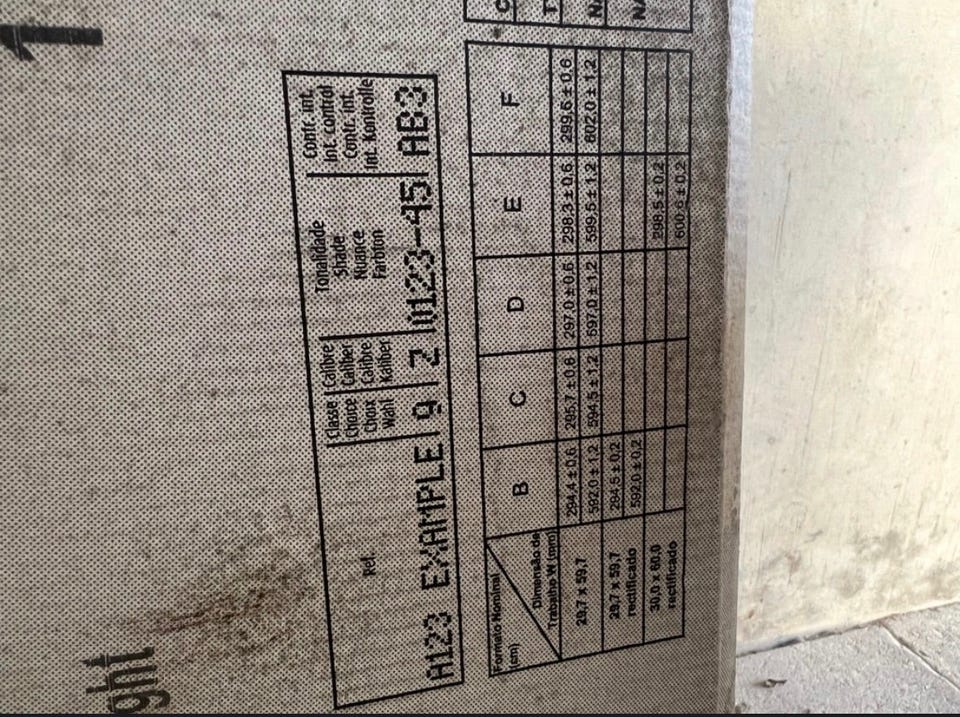 ght 1
Ref.
Classe Calibre Tonalidade Contr. int.
Choice Caliber Shade Int. Control
Choix Calibre Nuance Contr. int.
Wahl Kaliber Farbton Int. Kontrolle
A123 EXAMPLE 9 2 0123-45 AB3
Formato Nominal
(cm)
Dimensão de
Trabalho W (mm)
B C D E F
29,7 x 59,7
294.4 ± 0.6 295.7 ± 0.6 297.0 ± 0.6 298.3 ± 0.6 299.6 ± 0.6
592.0 ± 1.2 594.5 ± 1.2 597.0 ± 1.2 599.5 ± 1.2 602.0 ± 1.2
29,7 x 59,7
rectificado
294.5 ± 0.2
592.0 ± 0.2
30,0 x 60,0
rectificado
298.5 ± 0.2
600.6 ± 0.2